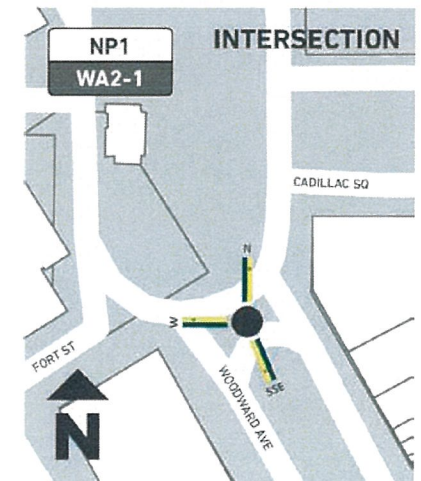 NP1
WA2-1
INTERSECTION
CADILLAC SQ
N
W
SSE
FORT ST
WOODWARD AVE
N